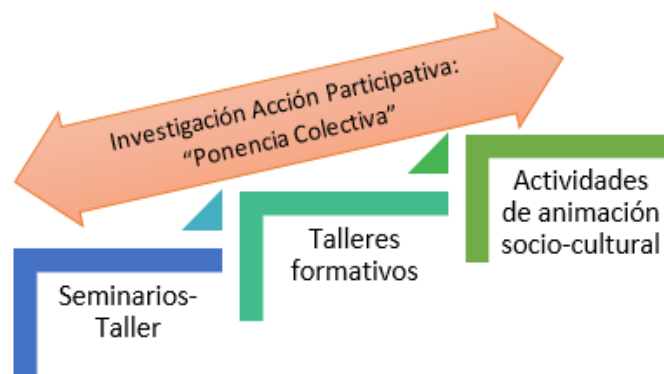 Investigación Acción Participativa:
“Ponencia Colectiva”
Seminarios-
Taller
Talleres
formativos
Actividades
de animación
socio-cultural